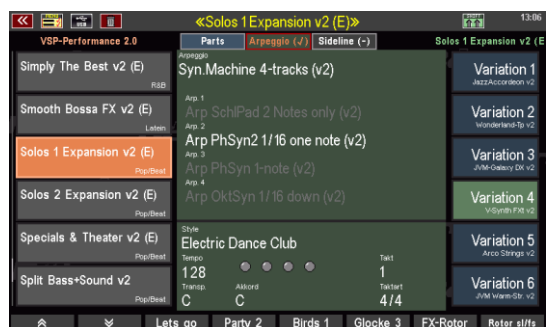 «Solos 1 Expansion v2 (E)»
13:06
VSP-Performance 2.0
Parts
Arpeggio (√)
Sideline (–)
Solos 1 Expansion v2 (E
Simply The Best v2 (E)
R&B
Smooth Bossa FX v2 (E)
Latein
Solos 1 Expansion v2 (E)
Pop/Beat
Solos 2 Expansion v2 (E)
Pop/Beat
Specials & Theater v2 (E)
Pop/Beat
Split Bass+Sound v2
Pop/Beat
Arpeggio
Syn.Machine 4-tracks (v2)
Arp. 1
Arp SchlPad 2 Notes only (v2)
Arp. 2
Arp PhSyn2 1/16 one note (v2)
Arp. 3
Arp PhSyn 1-note (v2)
Arp. 4
Arp OktSyn 1/16 down (v2)
Style
Electric Dance Club
Tempo
Takt
128
1
Transp.
Akkord
Taktart
C
C
4/4
Variation 1
JazzAccordeon v2
Variation 2
Wonderland-Tp v2
Variation 3
JVM-Galaxy DX v2
Variation 4
V-Synth FXt v2
Variation 5
Arco Strings v2
Variation 6
JVM Warm-Str. v2
Lets go
Party 2
Birds 1
Glocke 3
FX-Rotor
Rotor sl/fs